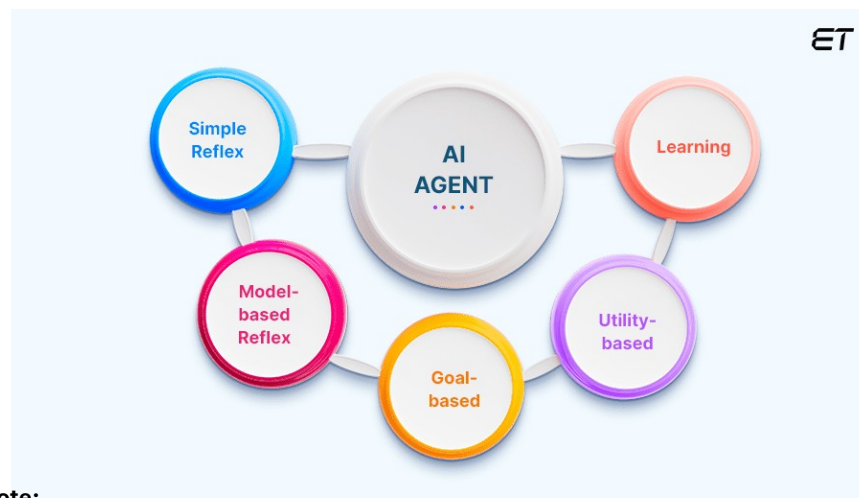 ET
Simple
Reflex
AI
AGENT
Learning
Model-
based
Reflex
Utility-
based
Goal-
based